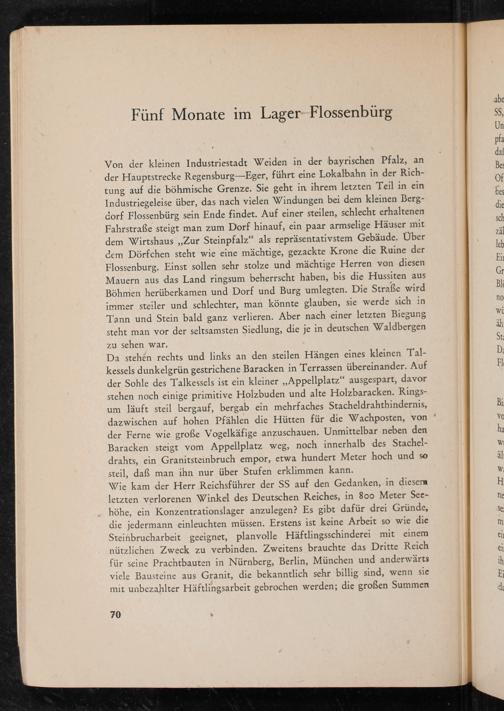 Fünf Monate im Lager Flossenbürg
Von der kleinen Industriestadt Weiden in der bayrischen Pfalz, an
der Hauptstrecke Regensburg—Eger, führt eine Lokalbahn in der Rich-
tung auf die böhmische Grenze. Sie geht in ihrem letzten Teil in ein
Industriegeleise über, das nach vielen Windungen bei dem kleinen Berg-
dorf Flossenbürg sein Ende findet. Auf einer steilen, schlecht erhaltenen
Fahrstraße steigt man zum Dorf hinauf, ein paar armselige Häuser mit
dem Wirtshaus „Zur Steinpfalz“ als repräsentativstem Gebäude. Über
dem Dörfchen steht wie eine mächtige, gezackte Krone die Ruine der
Flossenburg. Einst sollen sehr stolze und mächtige Herren von diesen
Mauern aus das Land ringsum beherrscht haben, bis die Hussiten aus
Böhmen herüberkamen und Dorf und Burg umlegten. Die Straße wird
immer steiler und schlechter, man könnte glauben, sie werde sich in
Tann und Stein bald ganz verlieren. Aber nach einer letzten Biegung
steht man vor der seltsamsten Siedlung, die je in deutschen Waldbergen
zu sehen war.
Da stehen rechts und links an den steilen Hängen eines kleinen Tal-
kessels dunkelgrün gestrichene Baracken in Terrassen übereinander. Auf
der Sohle des Talkessels ist ein kleiner „Appellplatz“ ausgespart, davor
stehen noch einige primitive Holzbuden und alte Holzbaracken. Rings-
um läuft steil bergauf, bergab ein mehrfaches Stacheldrahthindernis,
dazwischen auf hohen Pfählen die Hütten für die Wachposten, von
der Ferne wie große Vogelkäfige anzuschauen. Unmittelbar neben den
Baracken steigt vom Appellplatz weg, noch innerhalb des Stachel-
drahts, ein Granitsteinbruch empor, etwa hundert Meter hoch und so
steil, daß man ihn nur über Stufen erklimmen kann.
Wie kam der Herr Reichsführer der SS auf den Gedanken, in diesem
letzten verlorenen Winkel des Deutschen Reiches, in 800 Meter See-
höhe, ein Konzentrationslager anzulegen? Es gibt dafür drei Gründe,
die jedermann einleuchten müssen. Erstens ist keine Arbeit so wie die
Steinbrucharbeit geeignet, planvolle Häftlingsschinderei mit einem
nützlichen Zweck zu verbinden. Zweitens brauchte das Dritte Reich
für seine Prachtbauten in Nürnberg, Berlin, München und anderwärts
viele Bausteine aus Granit, die bekanntlich sehr billig sind, wenn sie
mit unbezahlter Häftlingsarbeit gebrochen werden; die großen Summen
70